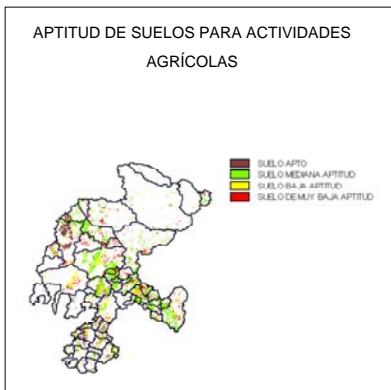 APTITUD DE SUELOS PARA ACTIVIDADES
AGRÍCOLAS
SUELO APTO
SUELO MEDIANA APTITUD
SUELO BAJA APTITUD
SUELO DE MUY BAJA APTITUD